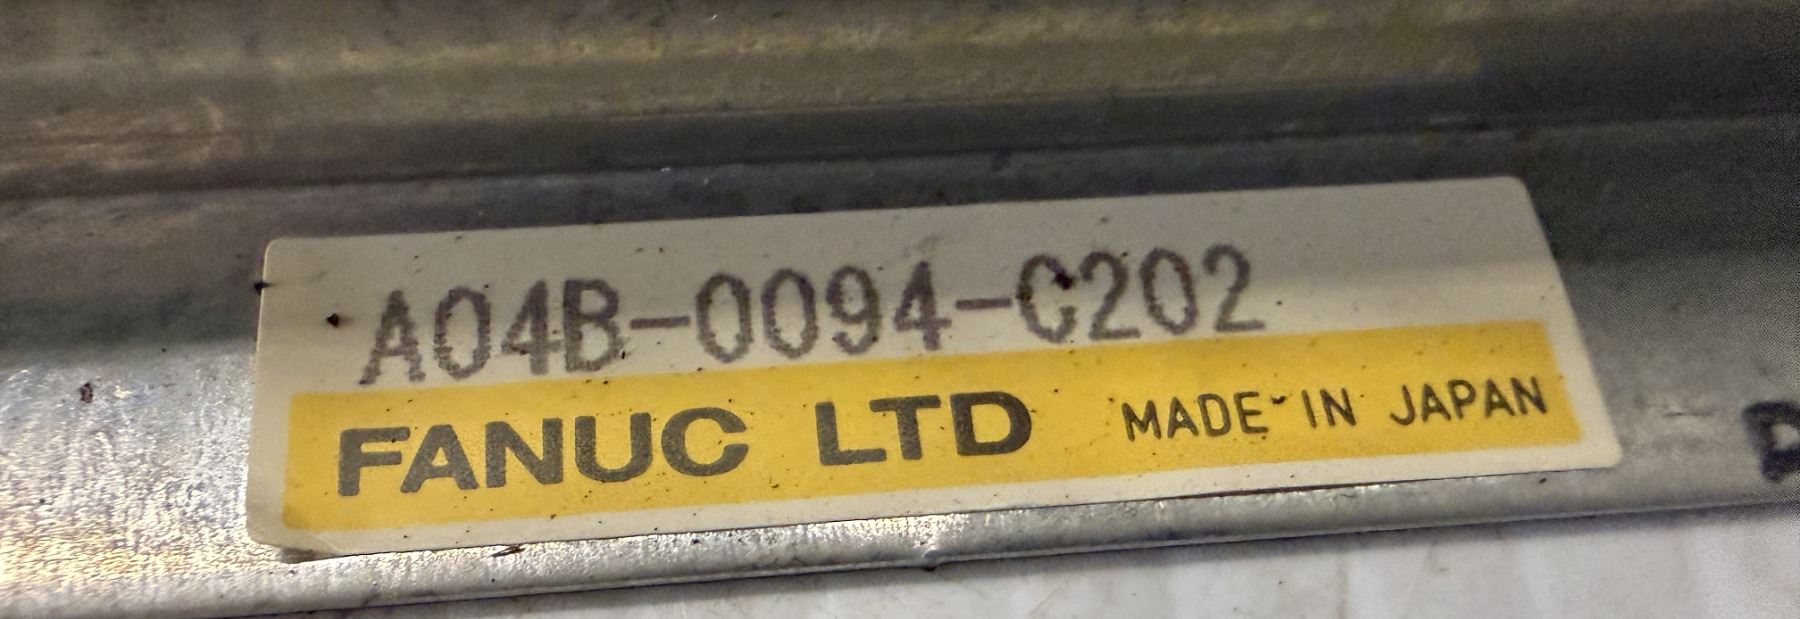 A04B-0094-C202
FANUC LTD MADE IN JAPAN